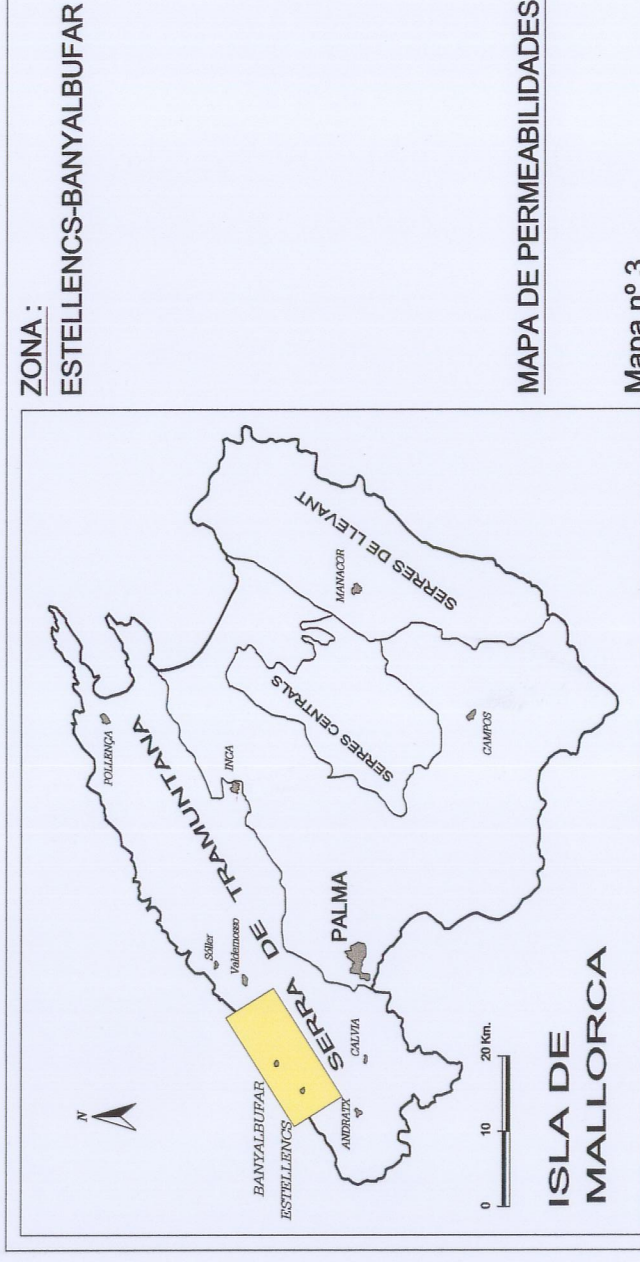 ZONA :
ESTELLENCS-BANYALBUFAR
MAPA DE PERMEABILIDADES
Mapa nº 3
N
POLLENÇA
SERRA DE TRAMUNTANA
Sóller
Valdemossa
INCA
BANYALBUFAR
ESTELLENCS
ANDRATX
CALVIA
PALMA
SERRES CENTRALS
MANACOR
SERRES DE LLEVANT
CAMPOS
0 10 20 Km.
ISLA DE
MALLORCA